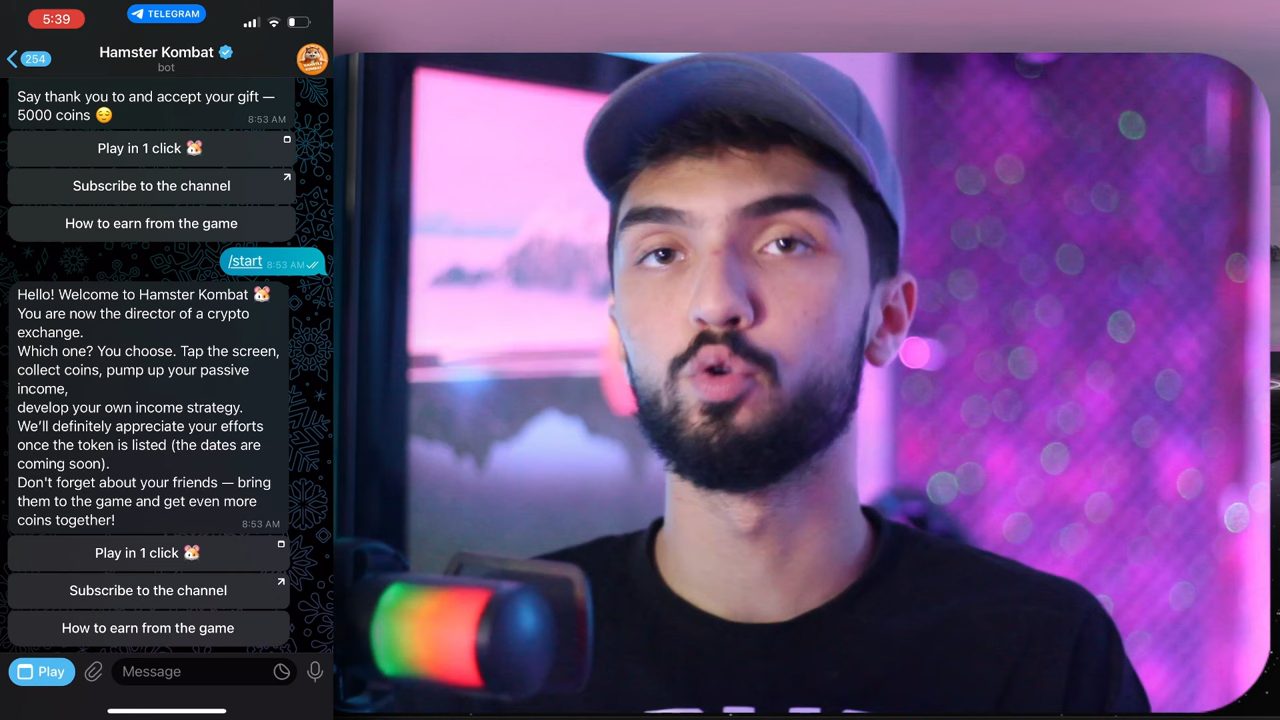 5:39
TELEGRAM
254
Hamster Kombat
bot
Say thank you to and accept your gift —
5000 coins 😌
8:53 AM
Play in 1 click 🐹
Subscribe to the channel
How to earn from the game
/start 8:53 AM
Hello! Welcome to Hamster Kombat 🐹
You are now the director of a crypto
exchange.
Which one? You choose. Tap the screen,
collect coins, pump up your passive
income,
develop your own income strategy.
We’ll definitely appreciate your efforts
once the token is listed (the dates are
coming soon).
Don't forget about your friends — bring
them to the game and get even more
coins together!
8:53 AM
Play in 1 click 🐹
Subscribe to the channel
How to earn from the game
Play
Message